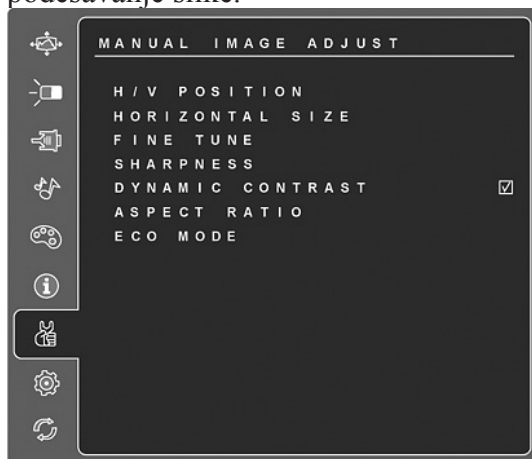 podešavanje slike.
MANUAL IMAGE ADJUST
H/V POSITION
HORIZONTAL SIZE
FINE TUNE
SHARPNESS
DYNAMIC CONTRAST
ASPECT RATIO
ECO MODE